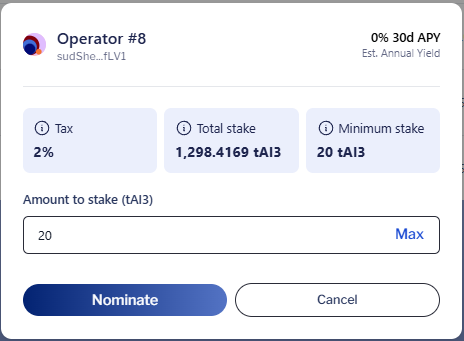 Operator #8
0% 30d APY
sudShe...fLV1
Est. Annual Yield
Tax
2%
Total stake
1,298.4169 tAI3
Minimum stake
20 tAI3
Amount to stake (tAI3)
20
Max
Nominate
Cancel